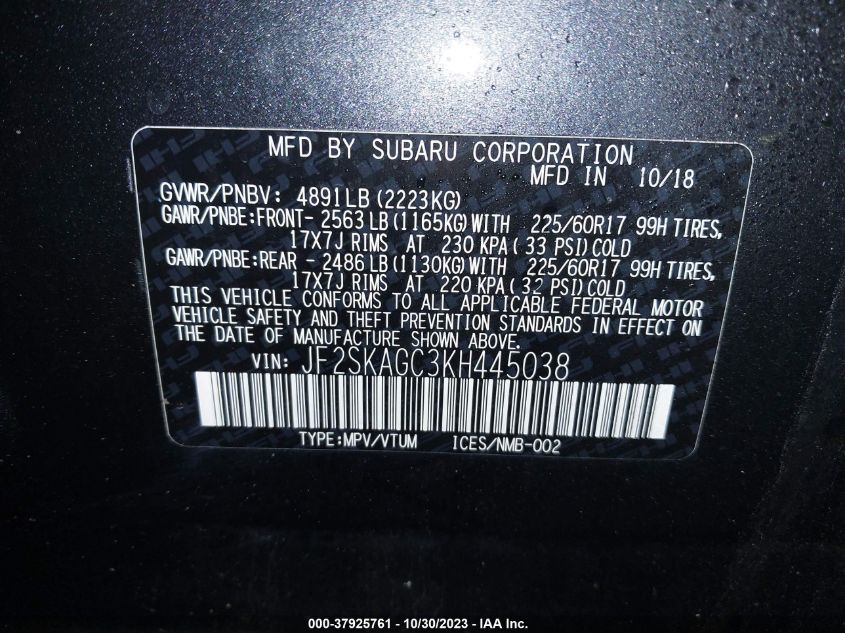 MFD BY SUBARU CORPORATION
MFD IN 10/18
GVWR/PNBV: 4891LB (2223KG)
GAWR/PNBE:FRONT- 2563LB (1165KG)WITH 225/60R17 99H TIRES,
17X7J RIMS AT 230 KPA( 33 PSI)COLD
GAWR/PNBE:REAR - 2486LB (1130KG)WITH 225/60R17 99H TIRES,
17X7J RIMS AT 220 KPA( 32 PSI)COLD
THIS VEHICLE CONFORMS TO ALL APPLICABLE FEDERAL MOTOR
VEHICLE SAFETY AND THEFT PREVENTION STANDARDS IN EFFECT ON
THE DATE OF MANUFACTURE SHOWN ABOVE.
VIN: JF2SKAGC3KH445038
TYPE:MPV/VTUM ICES/NMB-002
000-37925761 - 10/30/2023 - IAA Inc.